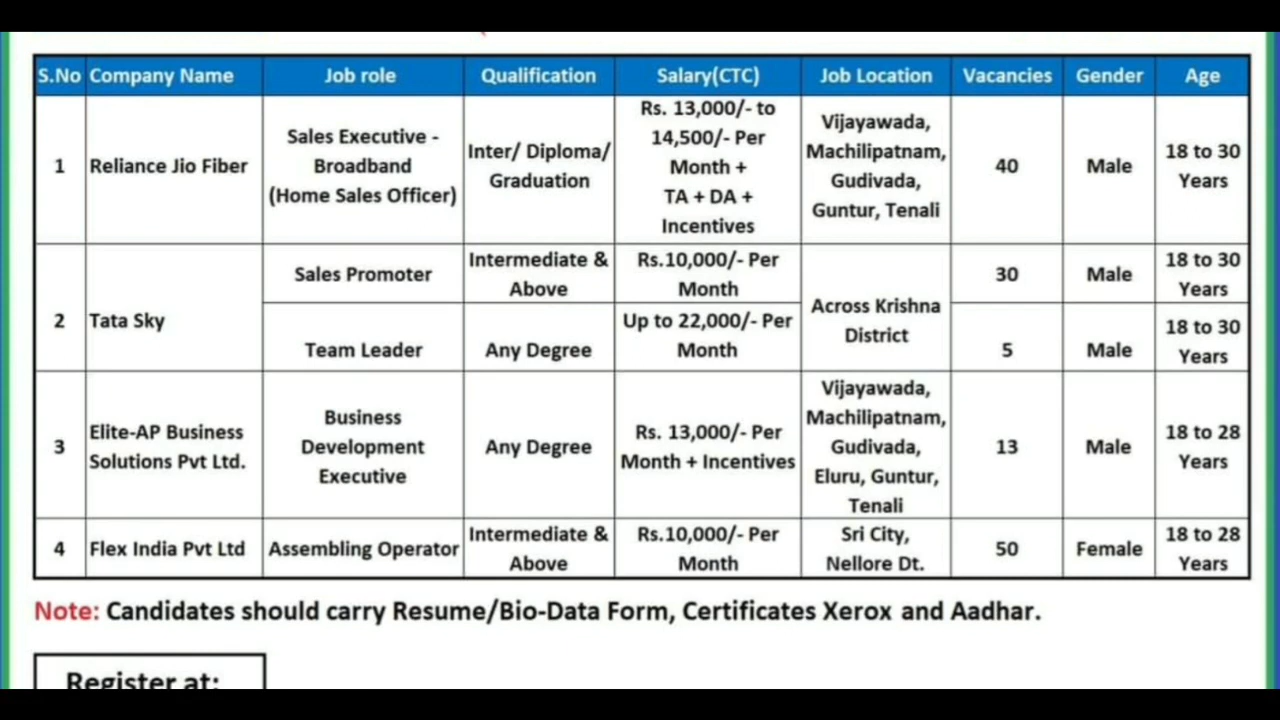 S.No Company Name Job role Qualification Salary(CTC) Job Location Vacancies Gender Age
1
Reliance Jio Fiber
Sales Executive -
Broadband
(Home Sales Officer)
Inter/ Diploma/
Graduation
Rs. 13,000/- to
14,500/- Per
Month +
TA + DA +
Incentives
Vijayawada,
Machilipatnam,
Gudivada,
Guntur, Tenali
40
Male
18 to 30
Years
2
Tata Sky
Sales Promoter
Intermediate &
Above
Rs.10,000/- Per
Month
Across Krishna
District
30
Male
18 to 30
Years
Team Leader
Any Degree
Up to 22,000/- Per
Month
5
Male
18 to 30
Years
3
Elite-AP Business
Solutions Pvt Ltd.
Business
Development
Executive
Any Degree
Rs. 13,000/- Per
Month + Incentives
Vijayawada,
Machilipatnam,
Gudivada,
Eluru, Guntur,
Tenali
13
Male
18 to 28
Years
4
Flex India Pvt Ltd
Assembling Operator
Intermediate &
Above
Rs.10,000/- Per
Month
Sri City,
Nellore Dt.
50
Female
18 to 28
Years
Note: Candidates should carry Resume/Bio-Data Form, Certificates Xerox and Aadhar.
Register at: